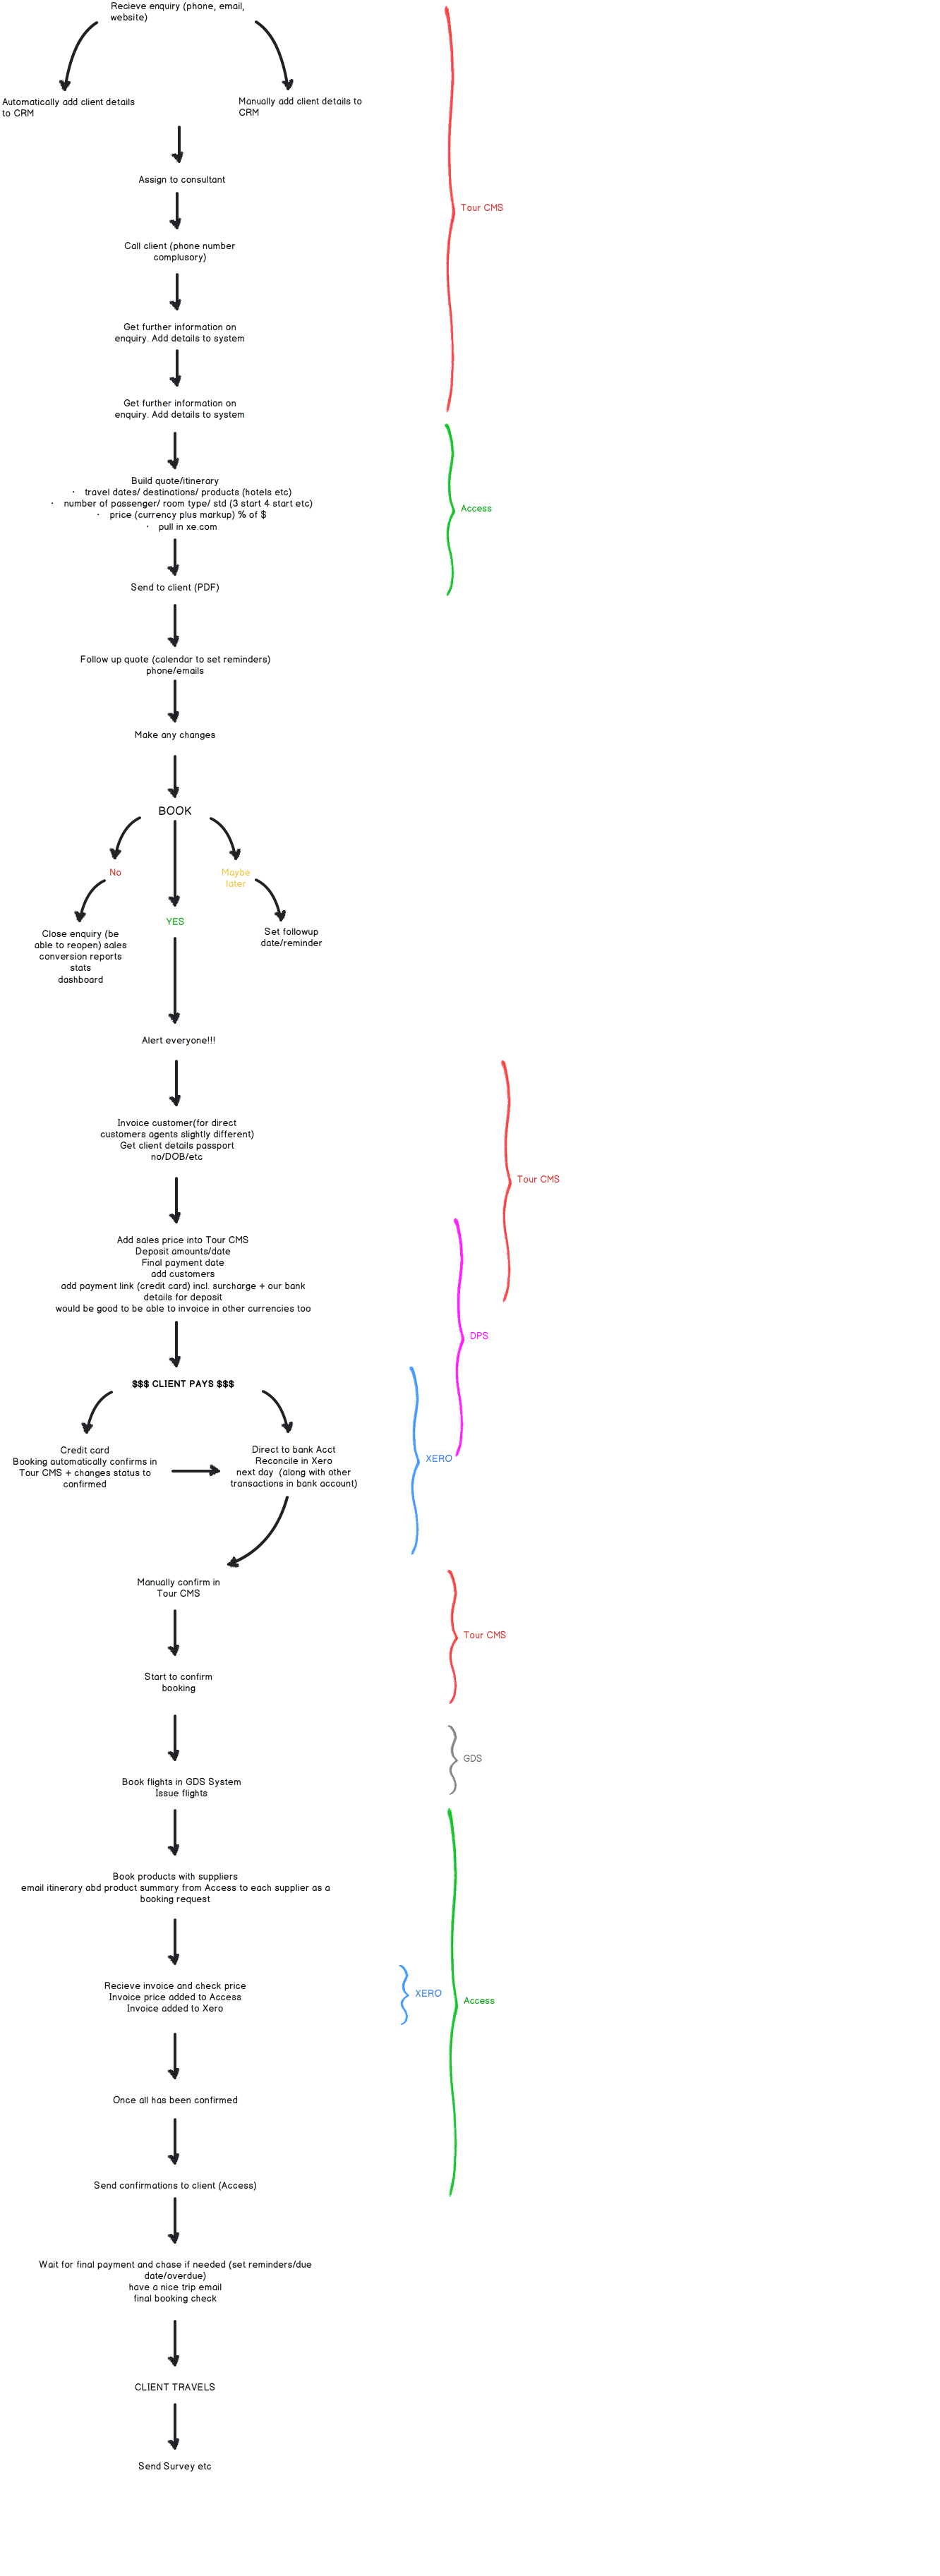 Recieve enquiry (phone, email,
website)
Automatically add client details
to CRM
Manually add client details to
CRM
Assign to consultant
Tour CMS
Call client (phone number
complusory)
Get further information on
enquiry. Add details to system
Get further information on
enquiry. Add details to system
Build quote/itinerary
· travel dates/ destinations/ products (hotels etc)
· number of passenger/ room type/ std (3 start 4 start etc)
· price (currency plus markup) % of $
· pull in xe.com
Access
Send to client (PDF)
Follow up quote (calendar to set reminders)
phone/emails
Make any changes
BOOK
No
Maybe
later
YES
Close enquiry (be
able to reopen) sales
conversion reports
stats
dashboard
Set followup
date/reminder
Alert everyone!!!
Invoice customer(for direct
customers agents slightly different)
Get client details passport
no/DOB/etc
Tour CMS
Add sales price into Tour CMS
Deposit amounts/date
Final payment date
add customers
add payment link (credit card) incl. surcharge + our bank
details for deposit
would be good to be able to invoice in other currencies too
DPS
$$$ CLIENT PAYS $$$
Credit card
Booking automatically confirms in
Tour CMS + changes status to
confirmed
Direct to bank Acct
Reconcile in Xero
next day (along with other
transactions in bank account)
XERO
Manually confirm in
Tour CMS
Tour CMS
Start to confirm
booking
GDS
Book flights in GDS System
Issue flights
Book products with suppliers
email itinerary abd product summary from Access to each supplier as a
booking request
Recieve invoice and check price
Invoice price added to Access
Invoice added to Xero
XERO
Access
Once all has been confirmed
Send confirmations to client (Access)
Wait for final payment and chase if needed (set reminders/due
date/overdue)
have a nice trip email
final booking check
CLIENT TRAVELS
Send Survey etc